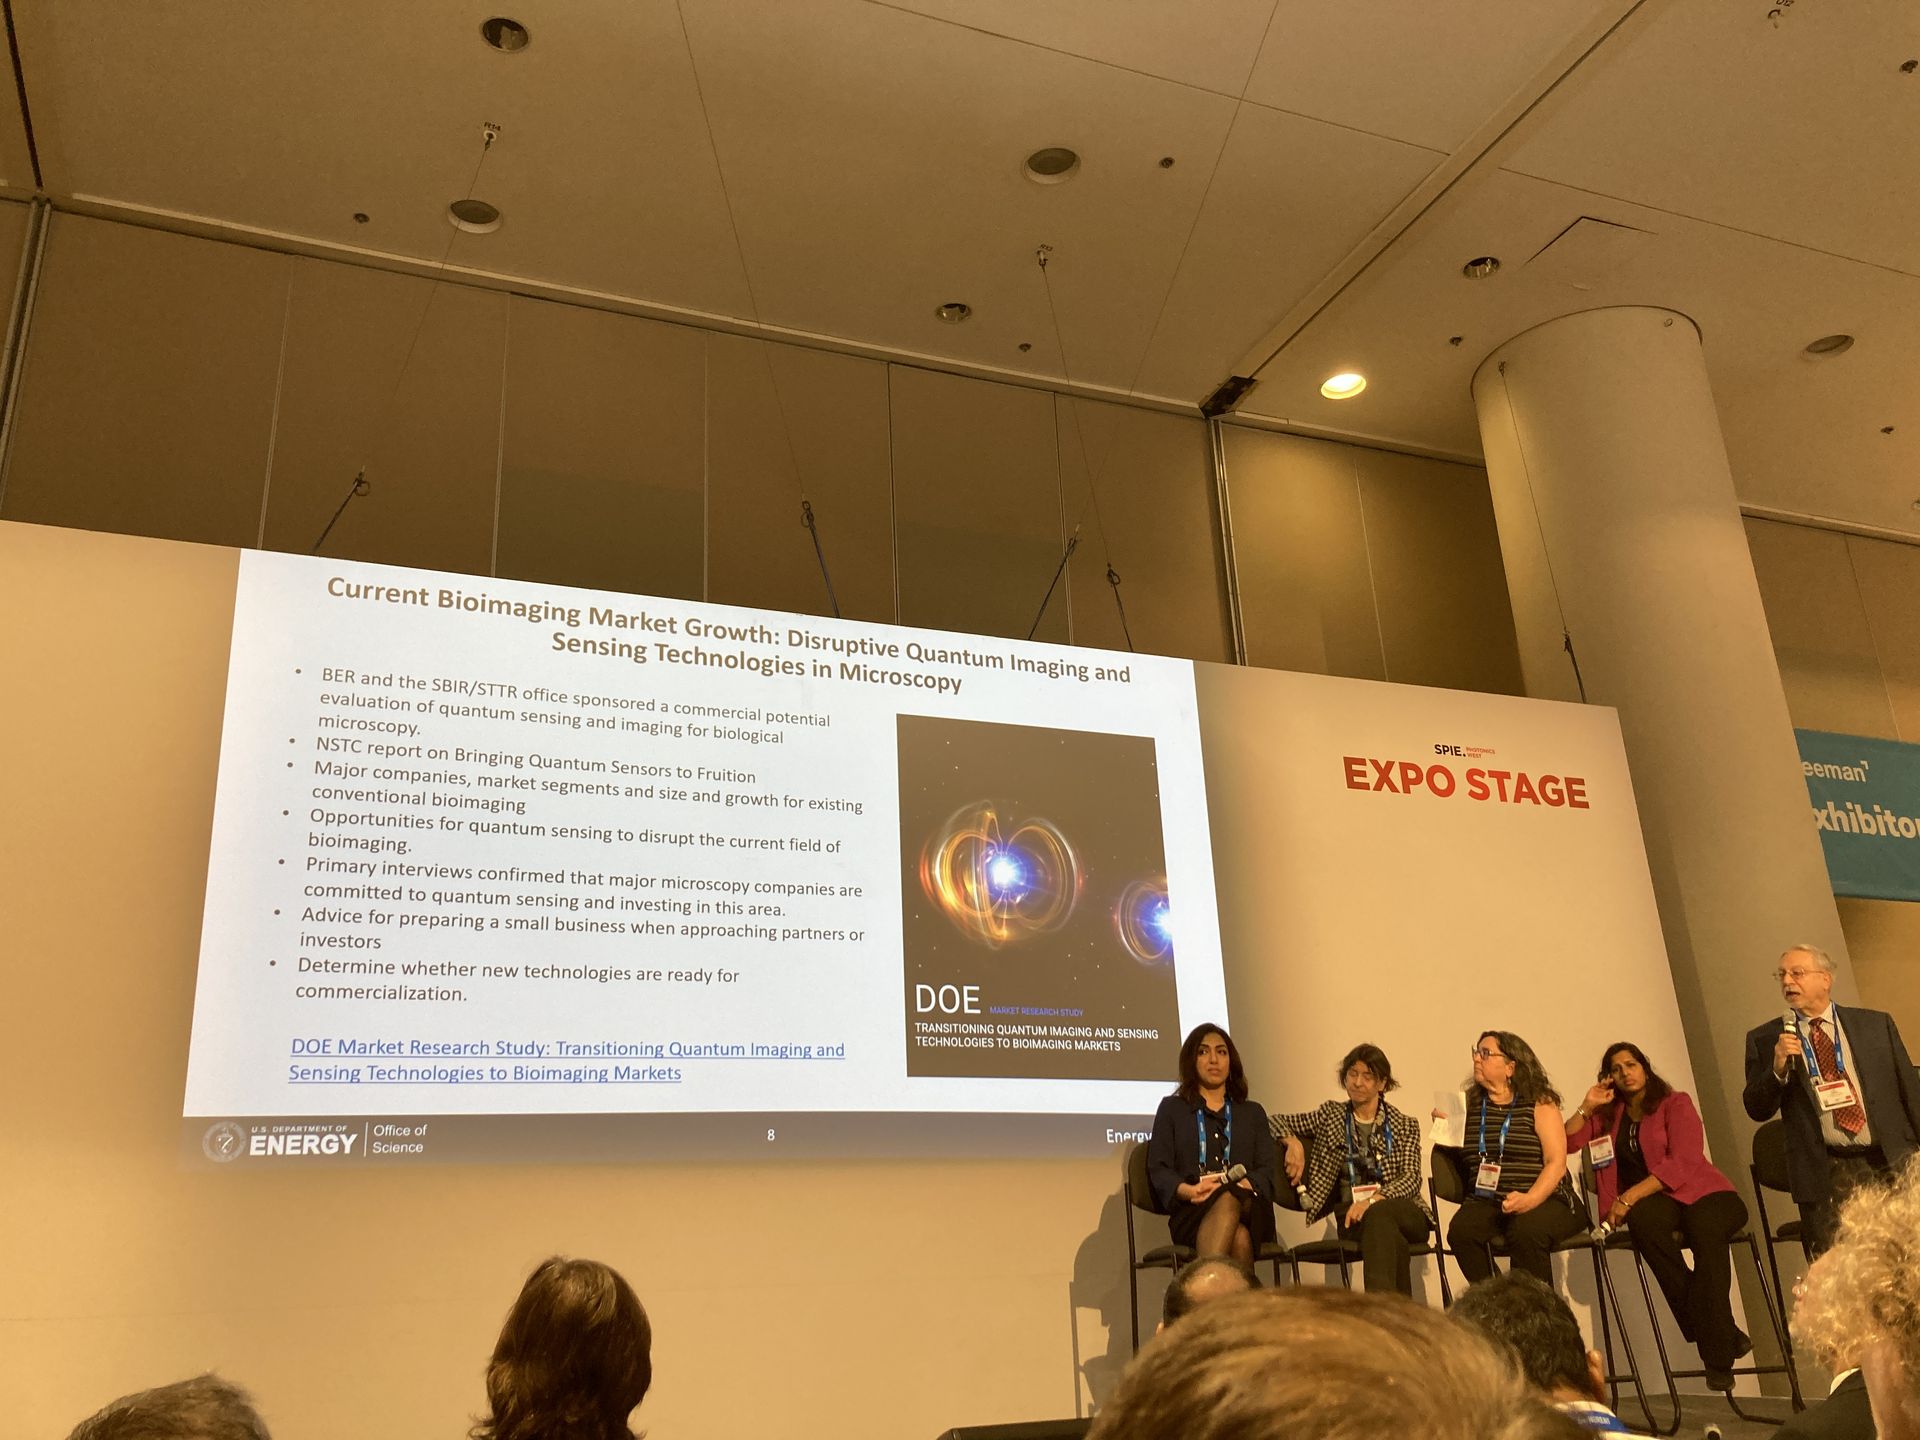 R14
R13
Current Bioimaging Market Growth: Disruptive Quantum Imaging and
Sensing Technologies in Microscopy
• BER and the SBIR/STTR office sponsored a commercial potential
evaluation of quantum sensing and imaging for biological
microscopy.
• NSTC report on Bringing Quantum Sensors to Fruition
• Major companies, market segments and size and growth for existing
conventional bioimaging
• Opportunities for quantum sensing to disrupt the current field of
bioimaging.
• Primary interviews confirmed that major microscopy companies are
committed to quantum sensing and investing in this area.
• Advice for preparing a small business when approaching partners or
investors
• Determine whether new technologies are ready for
commercialization.
DOE Market Research Study: Transitioning Quantum Imaging and
Sensing Technologies to Bioimaging Markets
DOE MARKET RESEARCH STUDY
TRANSITIONING QUANTUM IMAGING AND SENSING
TECHNOLOGIES TO BIOIMAGING MARKETS
U.S. DEPARTMENT OF
ENERGY
Office of
Science
8
Energy
SPIE. PHOTONICS
WEST
EXPO STAGE
eeman
xhibitor